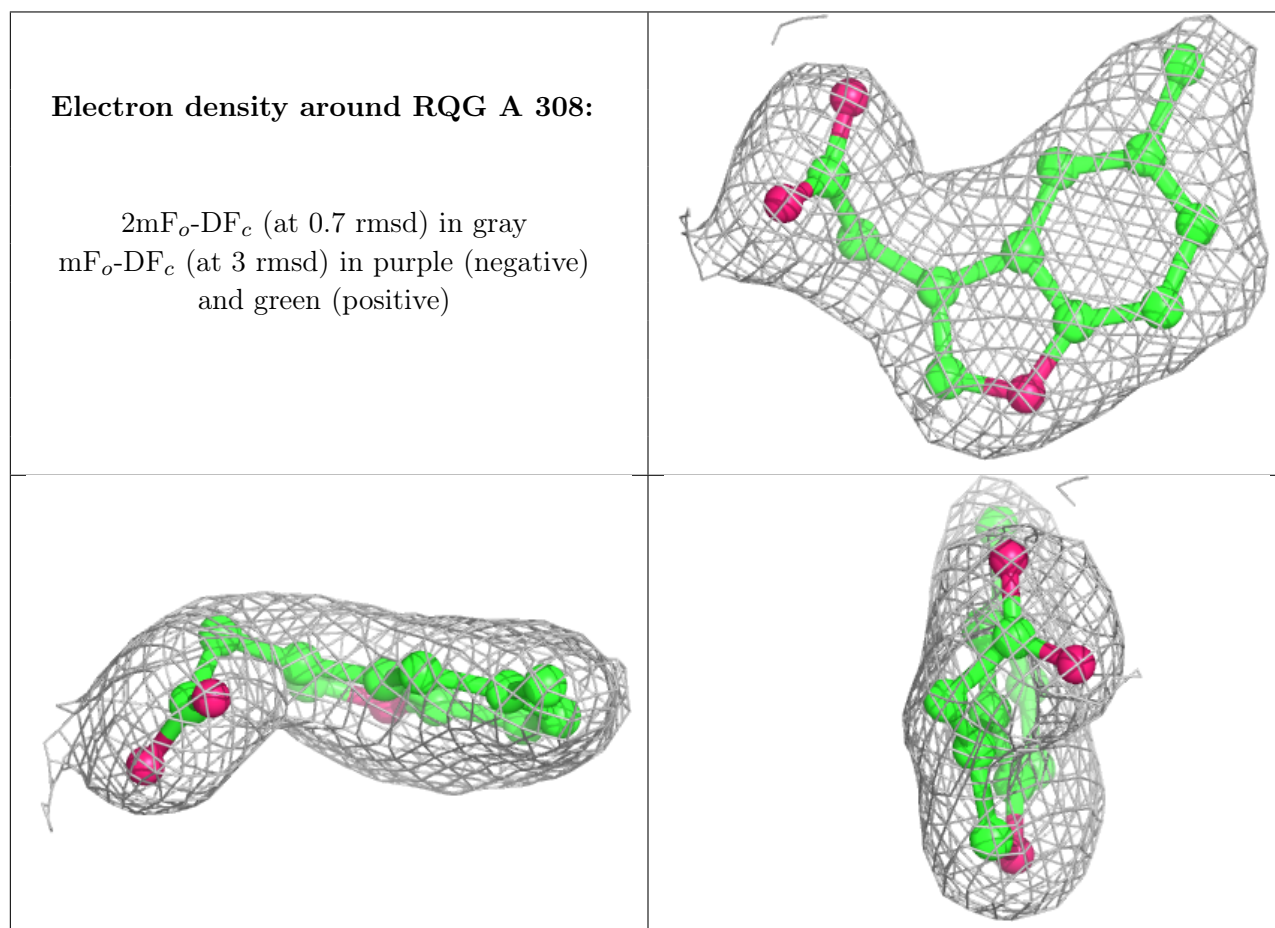 Electron density around RQG A 308:
2mFo-DFc (at 0.7 rmsd) in gray
mFo-DFc (at 3 rmsd) in purple (negative)
and green (positive)